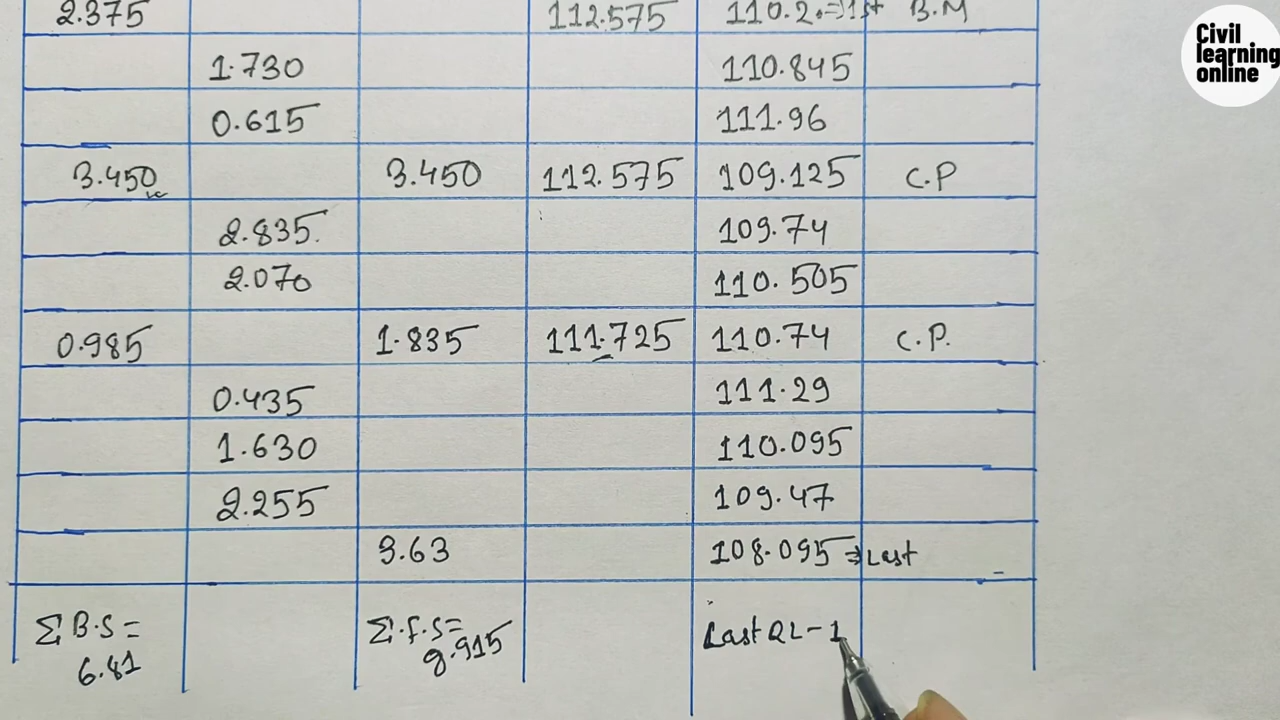 2.375 112.575 110.2 ⇒ 1st B.M
1.730 110.845
0.615 111.96
3.450 3.450 112.575 109.125 C.P
2.835 109.74
2.070 110.505
0.985 1.835 111.725 110.74 C.P.
0.435 111.29
1.630 110.095
2.255 109.47
3.63 108.095 ⇒ Last
Σ B.S = Σ.f.S = Last RL - 1
6.81 8.915
Civil
learning
online